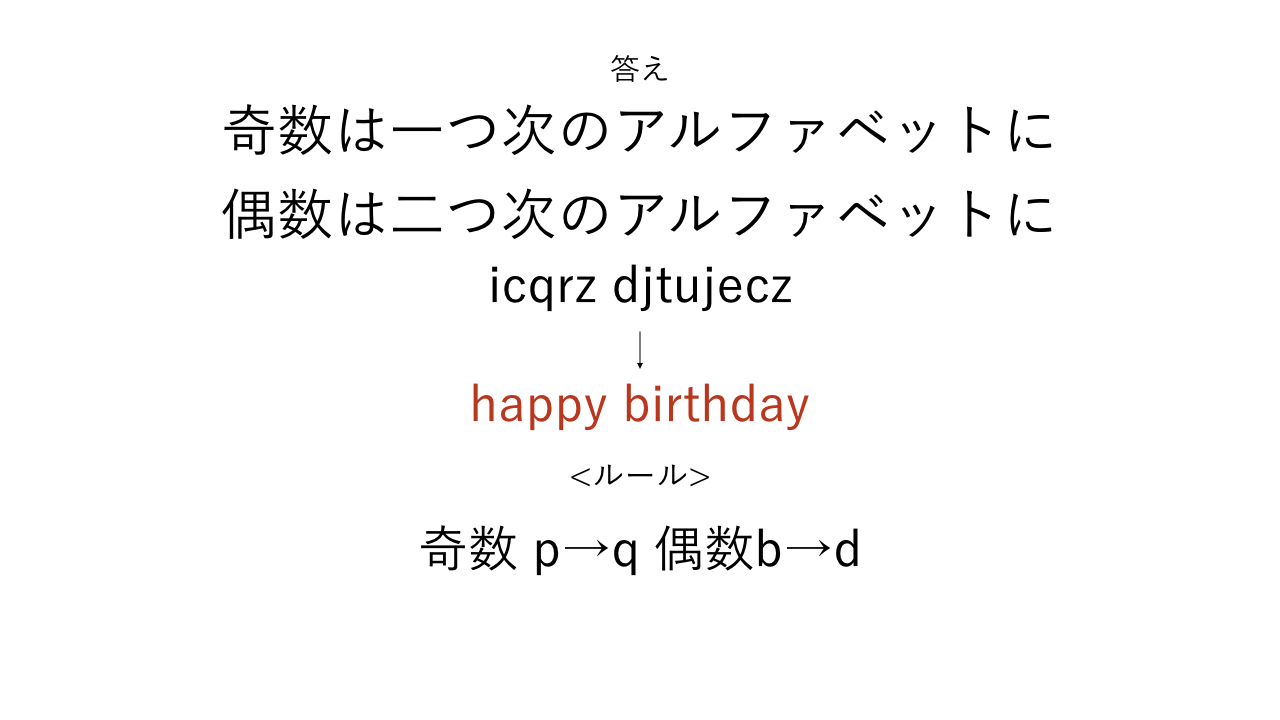 答え
奇数は一つ次のアルファベットに
偶数は二つ次のアルファベットに
icqrz djtujecz
↓
happy birthday
<ルール>
奇数 p→q 偶数b→d